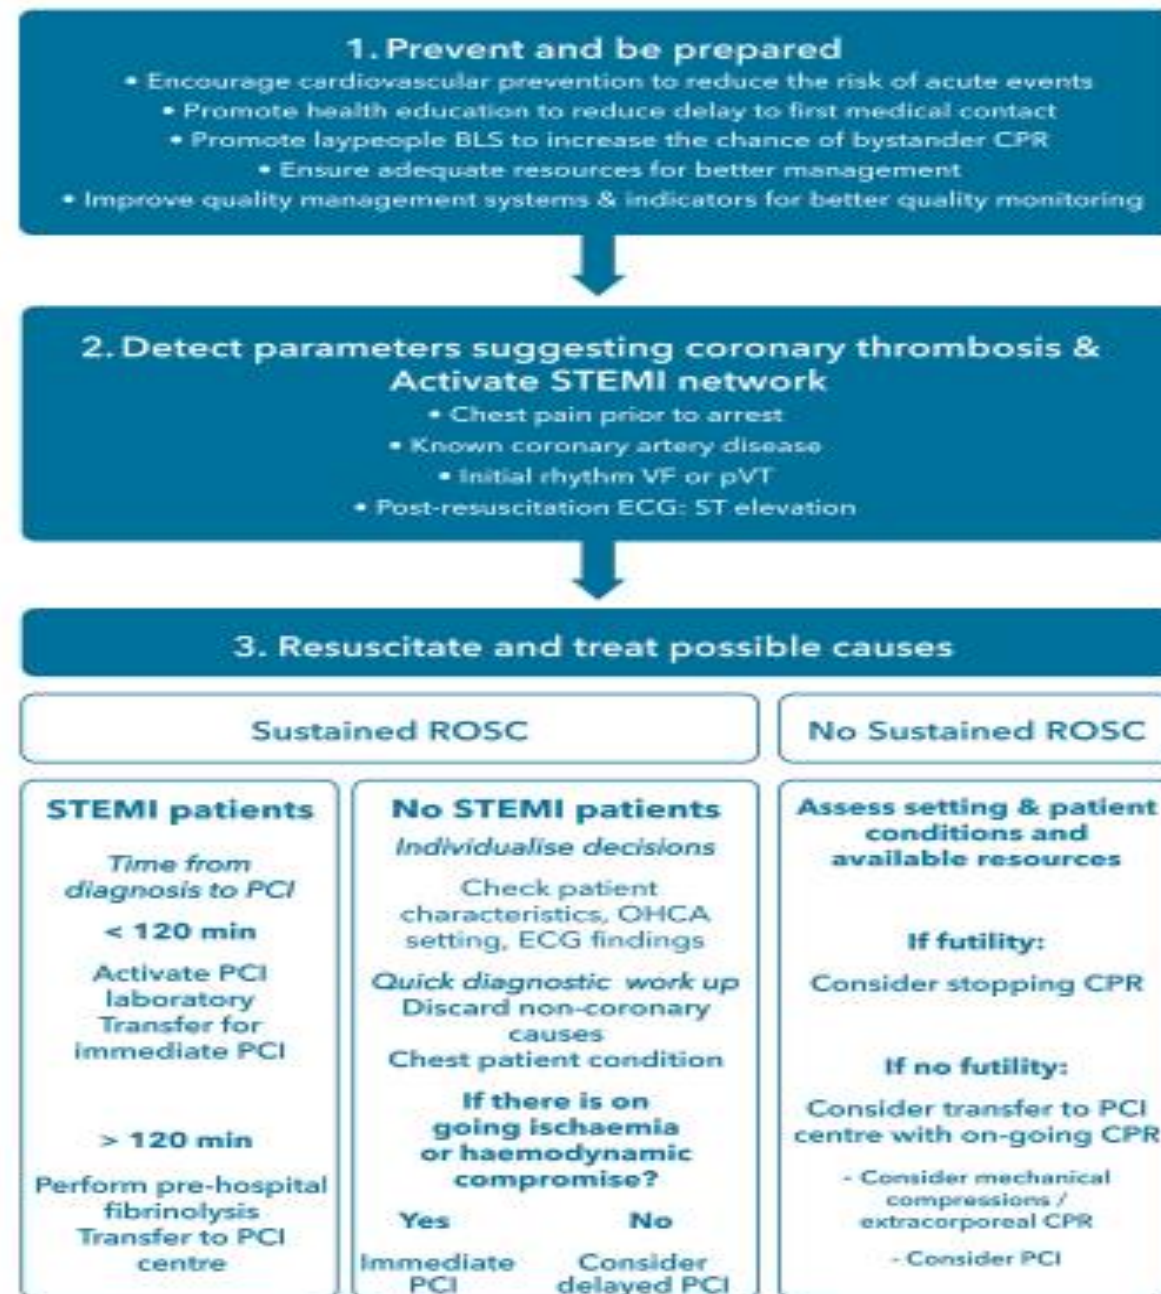 1. Prevent and be prepared
• Encourage cardiovascular prevention to reduce the risk of acute events
• Promote health education to reduce delay to first medical contact
• Promote laypeople BLS to increase the chance of bystander CPR
• Ensure adequate resources for better management
• Improve quality management systems & indicators for better quality monitoring
2. Detect parameters suggesting coronary thrombosis &
Activate STEMI network
• Chest pain prior to arrest
• Known coronary artery disease
• Initial rhythm VF or pVT
• Post-resuscitation ECG: ST elevation
3. Resuscitate and treat possible causes
Sustained ROSC
STEMI patients
Time from
diagnosis to PCI
< 120 min
Activate PCI
laboratory
Transfer for
immediate PCI
> 120 min
Perform pre-hospital
fibrinolysis
Transfer to PCI
centre
No STEMI patients
Individualise decisions
Check patient
characteristics, OHCA
setting, ECG findings
Quick diagnostic work up
Discard non-coronary
causes
Chest patient condition
If there is on
going ischaemia
or haemodynamic
compromise?
Yes
Immediate
PCI
No
Consider
delayed PCI
No Sustained ROSC
Assess setting & patient
conditions and
available resources
If futility:
Consider stopping CPR
If no futility:
Consider transfer to PCI
centre with on-going CPR
- Consider mechanical
compressions /
extracorporeal CPR
- Consider PCI